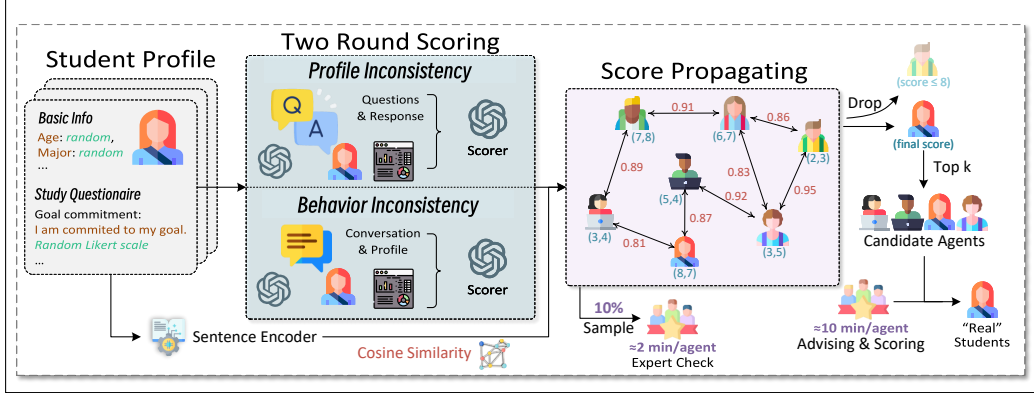 Student Profile
Basic Info
Age: random,
Major: random
...
Study Questionaire
Goal commitment:
I am commited to my goal.
Random Likert scale
...
Sentence Encoder
Two Round Scoring
Profile Inconsistency
Q
A
Questions
& Response
Scorer
Behavior Inconsistency
Conversation
& Profile
Scorer
Cosine Similarity
Score Propagating
(7,8)
0.91
(6,7)
0.86
(2,3)
0.89
0.83
0.95
(5,4)
0.92
(3,4)
0.87
(3,5)
0.81
(8,7)
10%
Sample
≈2 min/agent
Expert Check
Drop
(score ≤ 8)
(final score)
Top k
Candidate Agents
≈10 min/agent
Advising & Scoring
“Real”
Students